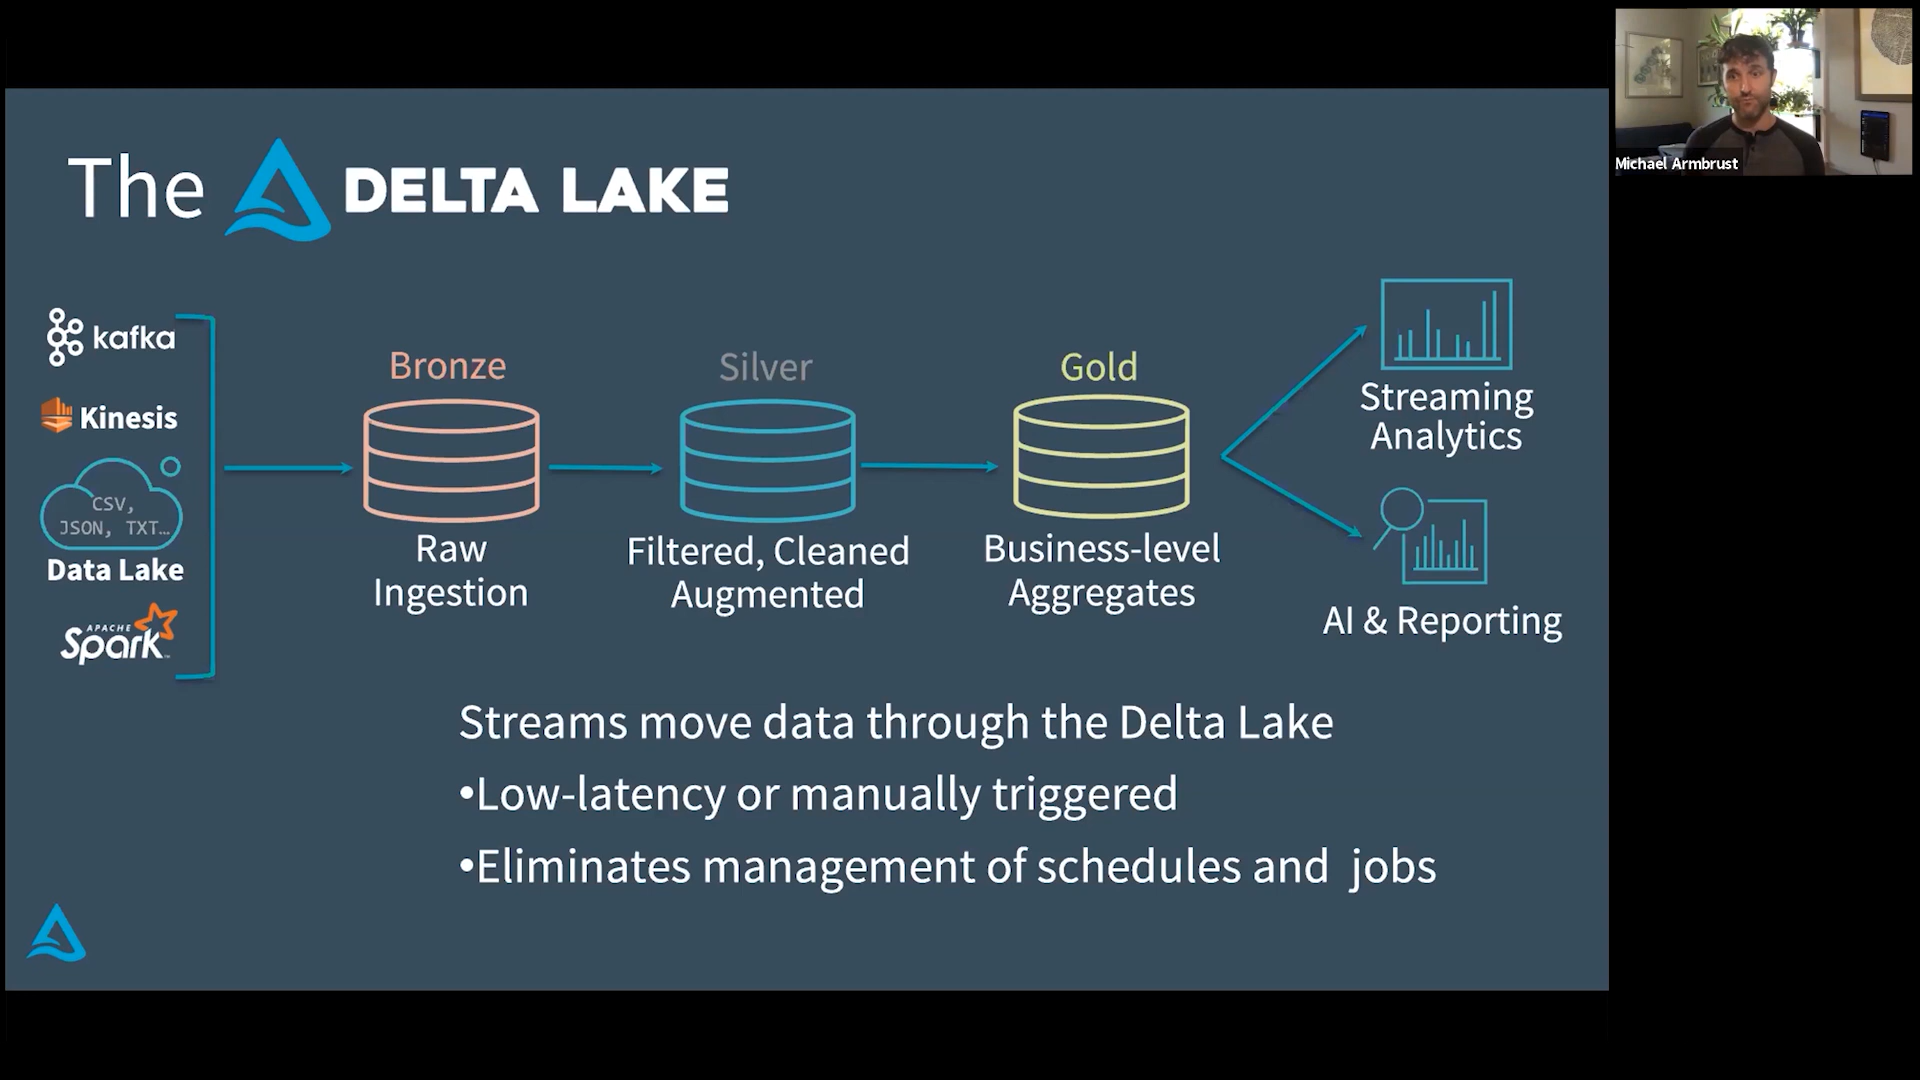 The DELTA LAKE
Michael Armbrust
kafka
Kinesis
CSV,
JSON, TXT…
Data Lake
APACHE
Spark™
Bronze
Raw
Ingestion
Silver
Filtered, Cleaned
Augmented
Gold
Business-level
Aggregates
Streaming
Analytics
AI & Reporting
Streams move data through the Delta Lake
•Low-latency or manually triggered
•Eliminates management of schedules and jobs